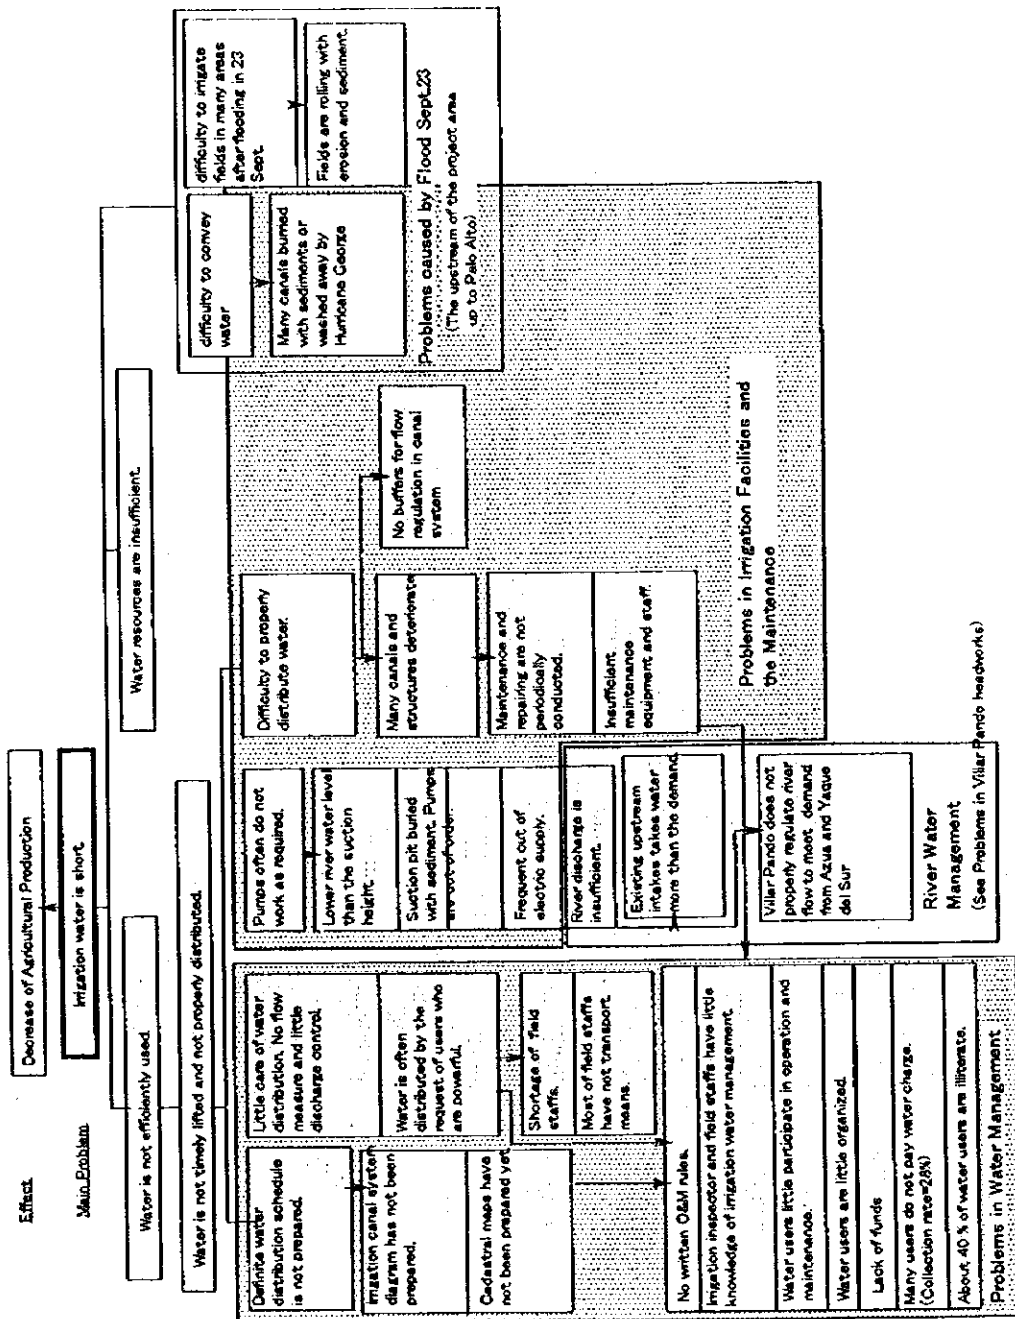 Effect
Decrease of Agricultural Production
Main Problem
Irrigation water is short.
Water is not efficiently used.
Water resources are insufficient.
Water is not timely lifted and not properly distributed.
Definite water
distribution schedule
is not prepared.
Irrigation canal system
diagram has not been
prepared.
Cadastral maps have
not been prepared yet
Little care of water
distribution. No flow
measure and little
discharge control.
Water is often
distributed by the
request of users who
are powerful.
Shortage of field
staffs.
Most of field staffs
have not transport
means.
No written O&M rules.
Irrigation inspector and field staffs have little
knowledge of irrigation water management.
Water users little participate in operation and
maintenance.
Water users are little organized.
Lack of funds
Many users do not pay water charge.
(Collection rate=28%)
About 40 % of water users are illiterate.
Problems in Water Management
Pumps often do not
work as required.
Lower river water level
than the suction
height
Suction pit buried
with sediment. Pumps
are out of order.
Frequent out of
electric supply.
River discharge is
insufficient.
Existing upstream
intakes takes water
more than the demand.
Villar Pando does not
properly regulate river
flow to meet demand
from Azua and Yaque
del Sur
River Water
Management
(See Problems in Villar Pando headworks)
Difficulty to properly
distribute water.
Many canals and
structures deteriorate
Maintenance and
repairing are not
periodically
conducted.
Insufficient
maintenance
equipment and staff.
No buffers for flow
regulation in canal
system
Problems in Irrigation Facilities and
the Maintenance
difficulty to convey
water
Many canals burried
with sediments or
washed away by
Hurricane George
difficulty to irrigate
fields in many areas
after flooding in 23
Sept.
Fields are rolling with
erosion and sediment.
Problems caused by Flood Sept.23
(The upstream of the project area
up to Palo Alto)